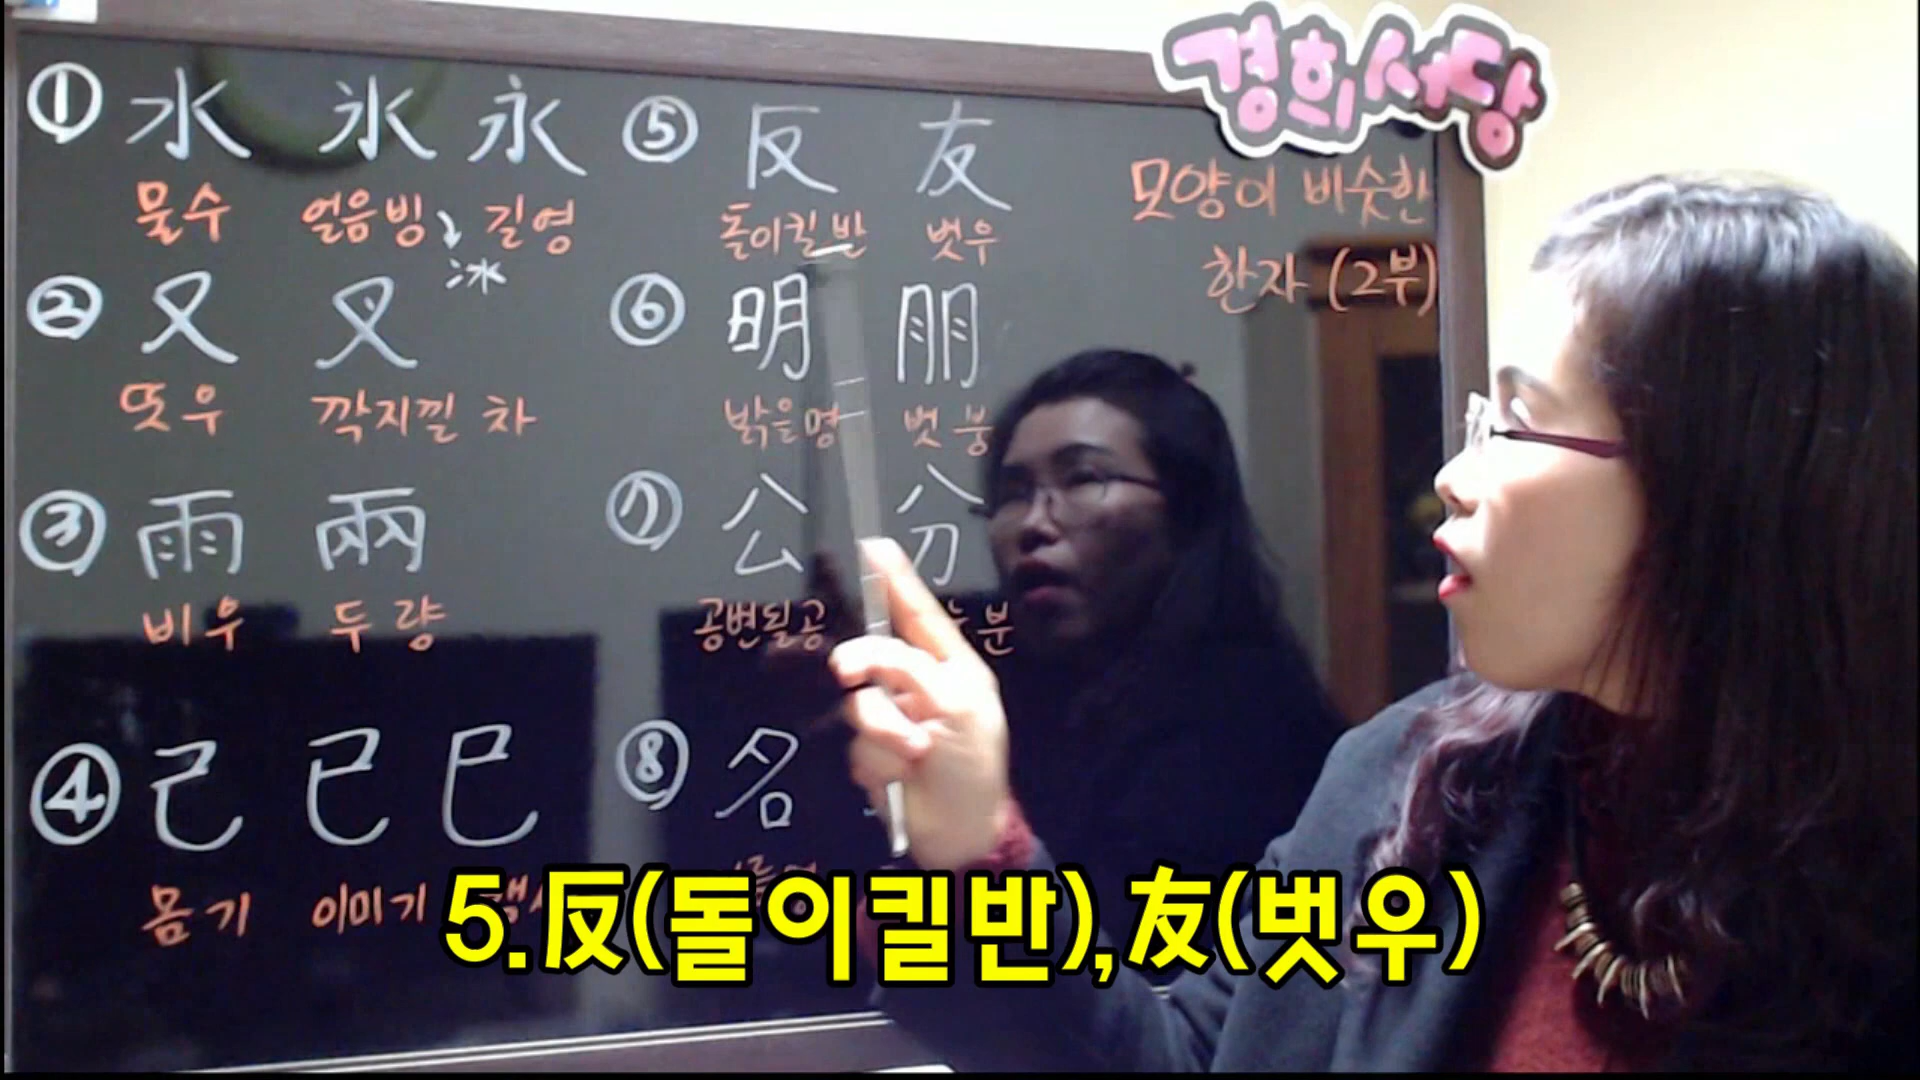 경희서당
모양이 비슷한
한자 (2부)
① 水 氷 永
물수 얼음빙 길영
冰
② 又 叉
또우 깍지낄 차
③ 雨 兩
비우 두량
④ 己 已 巳
몸기 이미기
⑤ 反 友
돌이킬반 벗우
⑥ 明 朋
밝을명 벗붕
⑦ 公 分
공변될공 분
⑧ 名
5.反(돌이킬반),友(벗우)